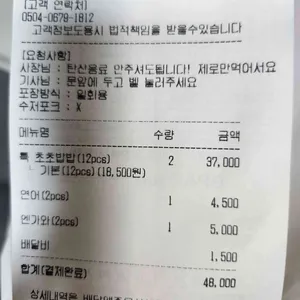 [고객 연락처]
0504-0679-1812
고객정보도용시 법적책임을 받을수있습니다
[요청사항]
사장님 : 탄산음료 안주셔도됩니다! 제로만먹어서요
기사님 : 문앞에 두고 벨 눌러주세요
포장방식 : 일회용
수저포크 : X
메뉴명 수량 금액
특 초초밥밥(12pcs) 2 37,000
└ 기본(12pcs)(18,500원)
연어(2pcs) 1 4,500
엔가와(2pcs) 1 5,000
배달비 1,500
합계(결제완료) 48,000